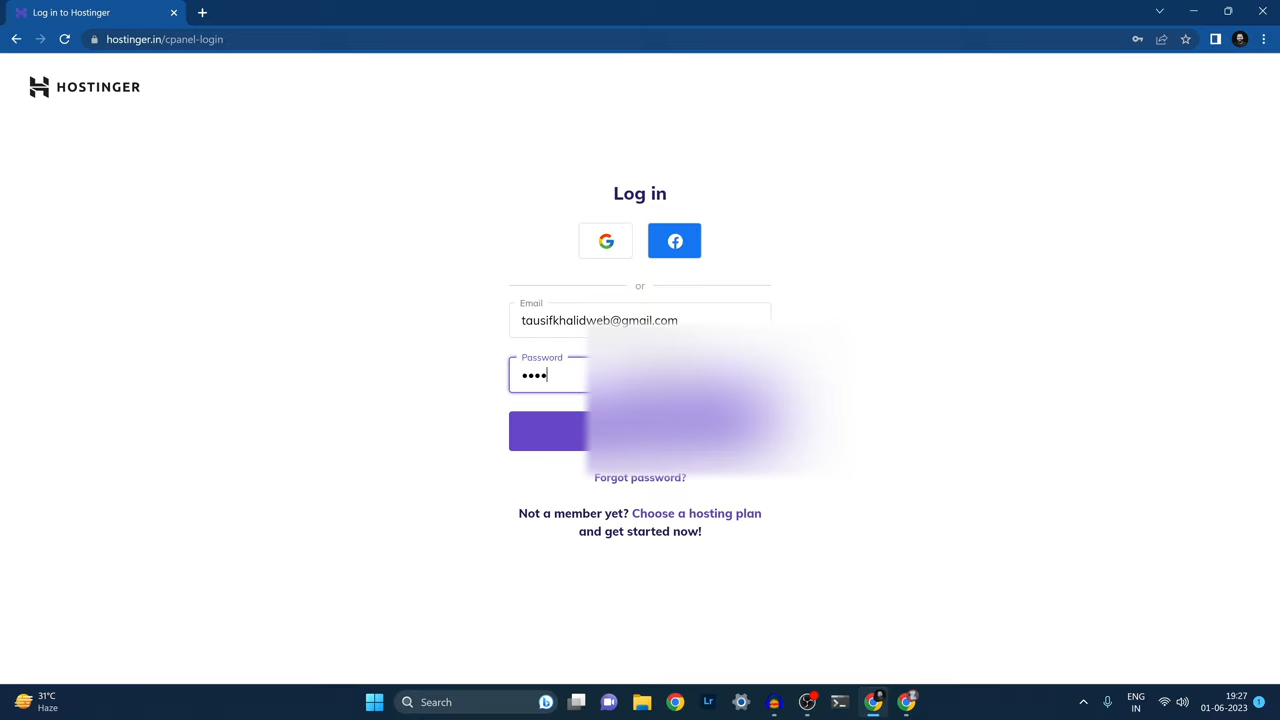 Log in to Hostinger
hostinger.in/cpanel-login
HOSTINGER
Log in
or
Email
tausifkhalidweb@gmail.com
Password
Forgot password?
Not a member yet? Choose a hosting plan
and get started now!
31°C
Haze
Search
Lr
ENG
IN
19:27
01-06-2023
1